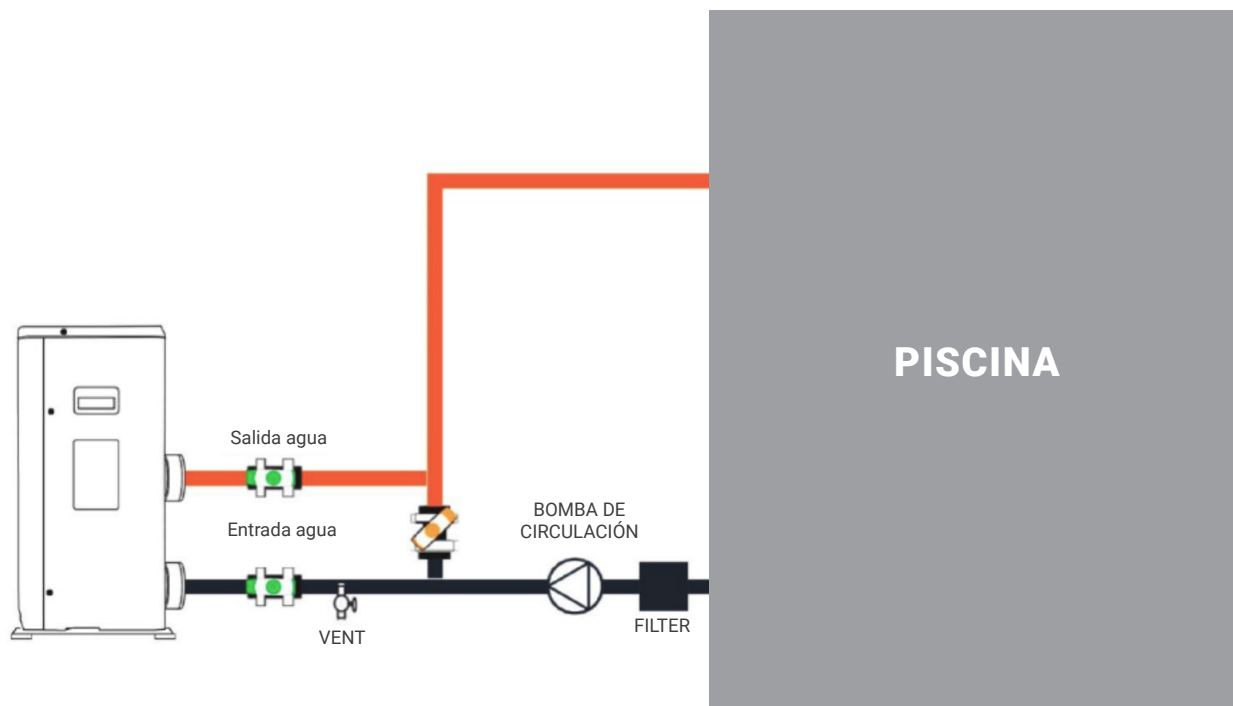 PISCINA
Salida agua
Entrada agua
BOMBA DE
CIRCULACIÓN
VENT
FILTER